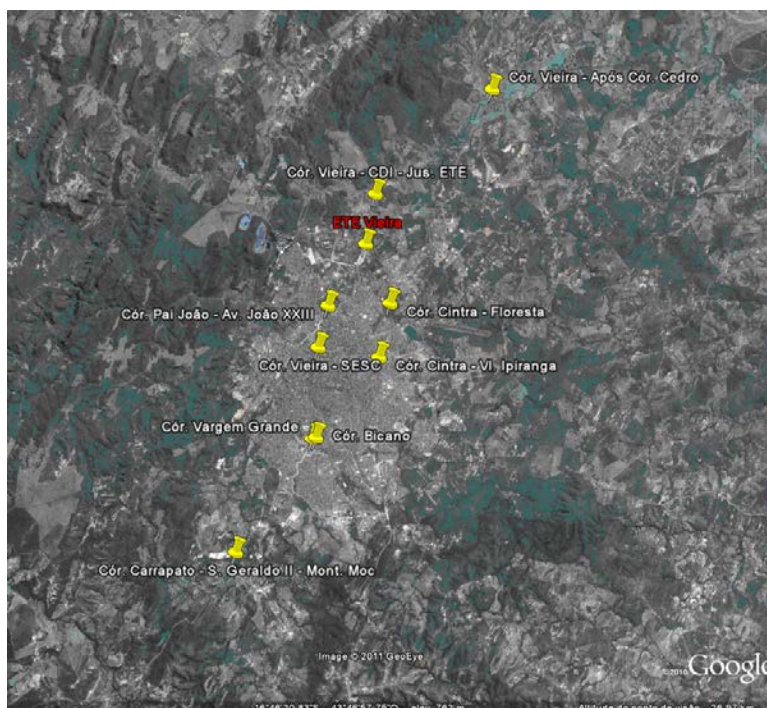 Cór. Vieira - Após Cór. Cedro
Cór. Vieira - CDI - Jus. ETE
ETE Vieira
Cór. Pai João - Av. João XXIII
Cór. Cintra - Floresta
Cór. Vieira - SESC
Cór. Cintra - Vl. Ipiranga
Cór. Vargem Grande
Cór. Bicano
Cór. Carrapato - S. Geraldo II - Mont. Moc
Image © 2011 GeoEye
©2010 Google